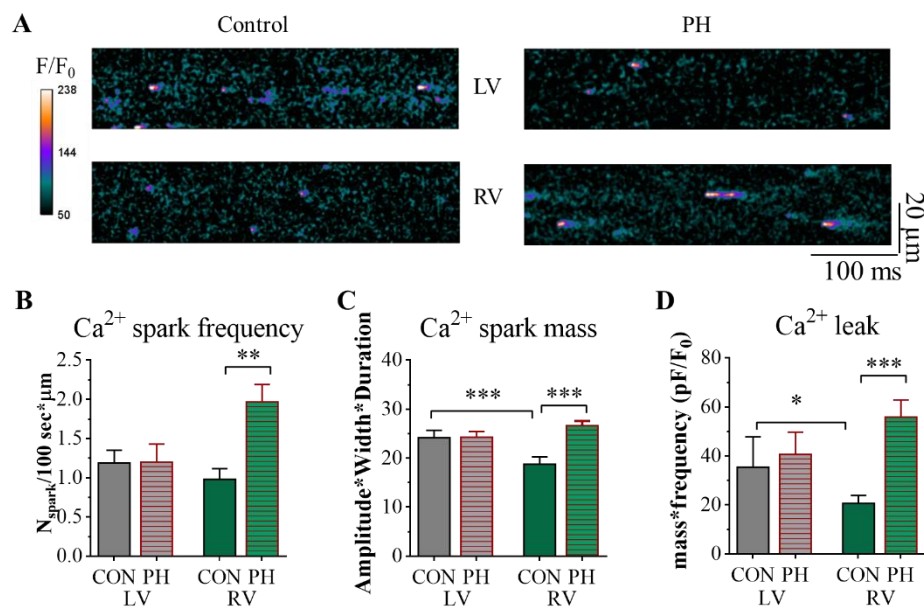 A
Control
PH
F/F0
238
144
50
LV
RV
20 µm
100 ms
B
Ca2+ spark frequency
Nspark/100 sec*µm
2.5
2.0
1.5
1.0
0.5
0.0
**
CON PH
LV
CON PH
RV
C
Ca2+ spark mass
Amplitude*Width*Duration
40
30
20
10
0
***
***
CON PH
LV
CON PH
RV
D
Ca2+ leak
mass*frequency (pF/F0)
80
60
40
20
0
*
***
CON PH
LV
CON PH
RV